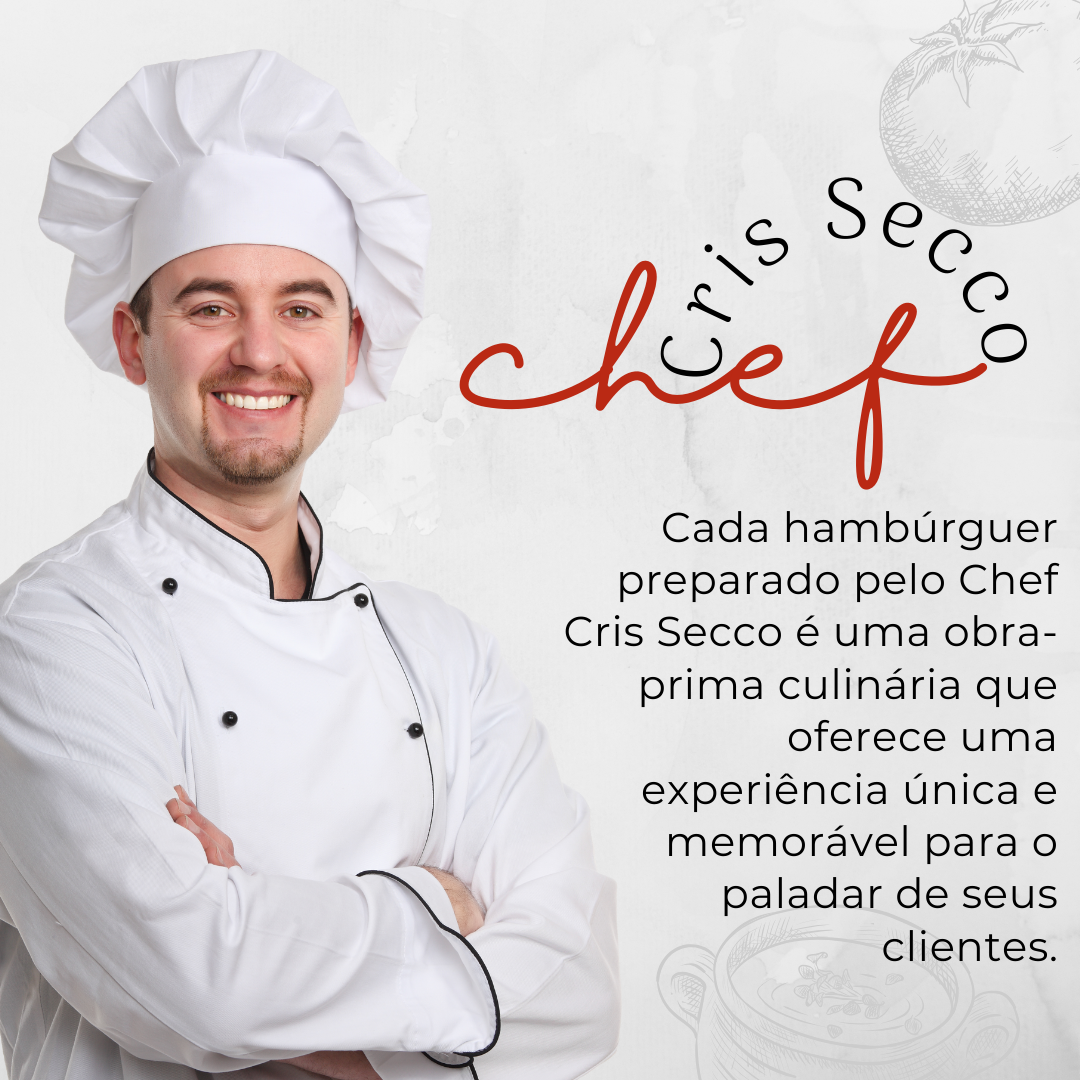 Cris Secco
chef
Cada hambúrguer
preparado pelo Chef
Cris Secco é uma obra-
prima culinária que
oferece uma
experiência única e
memorável para o
paladar de seus
clientes.